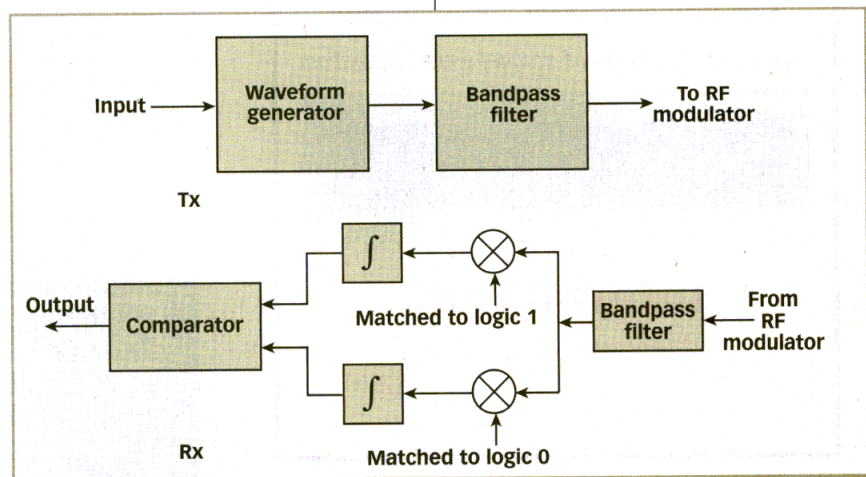 Input
Waveform
generator
Bandpass
filter
To RF
modulator
Tx
∫
Output
Comparator
Matched to logic 1
Bandpass
filter
From
RF
modulator
∫
Matched to logic 0
Rx